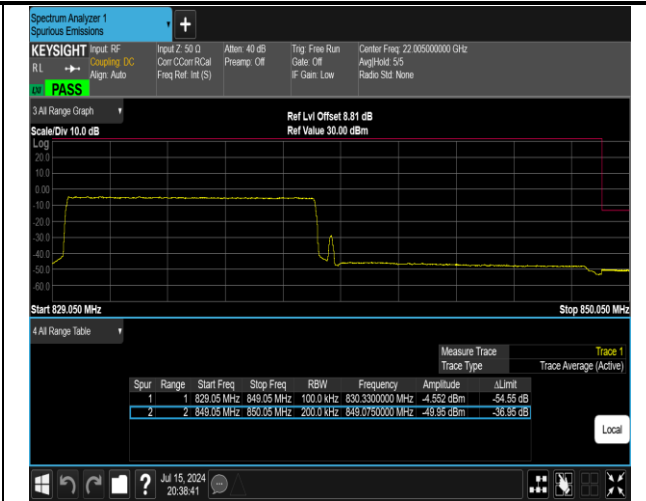 Spectrum Analyzer 1
Spurious Emissions
+
KEYSIGHT Input: RF Input Z: 50 Ω Atten: 40 dB Trig: Free Run Center Freq: 22.005000000 GHz
RL Coupling: DC Corr CCorr RCal Preamp: Off Gate: Off Avg|Hold: 5/5
Align: Auto Freq Ref: Int (S) IF Gain: Low Radio Std: None
LXI PASS
3 All Range Graph
Ref Lvl Offset 8.81 dB
Scale/Div 10.0 dB Ref Value 30.00 dBm
Log
20.0
10.0
0.00
-10.0
-20.0
-30.0
-40.0
-50.0
-60.0
Start 829.050 MHz Stop 850.050 MHz
4 All Range Table
Measure Trace Trace 1
Trace Type Trace Average (Active)
Spur Range Start Freq Stop Freq RBW Frequency Amplitude ΔLimit
1 1 829.05 MHz 849.05 MHz 100.0 kHz 830.3300000 MHz -4.552 dBm -54.55 dB
2 2 849.05 MHz 850.05 MHz 200.0 kHz 849.0750000 MHz -49.95 dBm -36.95 dB
Local
? Jul 15, 2024
20:38:41